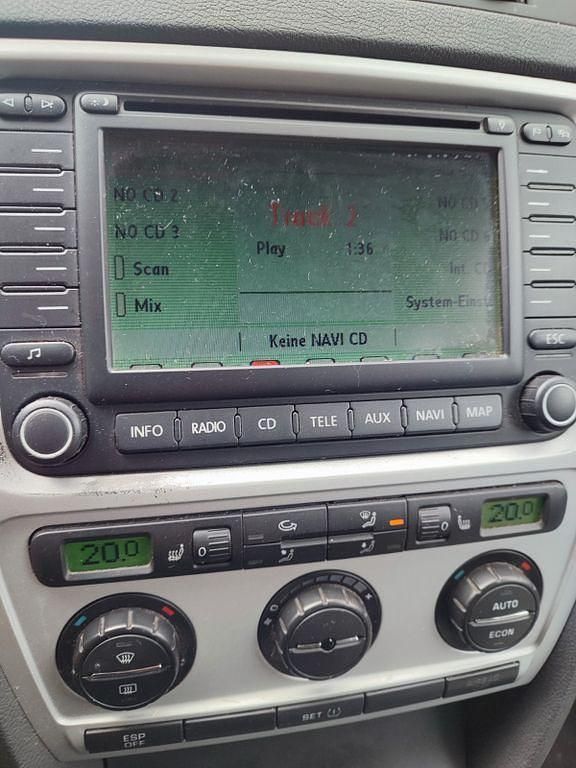 NO CD 2
Track 2
NO CD 3
Play 1:36
NO CD
Scan
Int. CD
Mix
System-Einst
Keine NAVI CD
ESC
INFO RADIO CD TELE AUX NAVI MAP
20.0
0
0
20.0
AUTO
ECON
ESP
OFF
SET